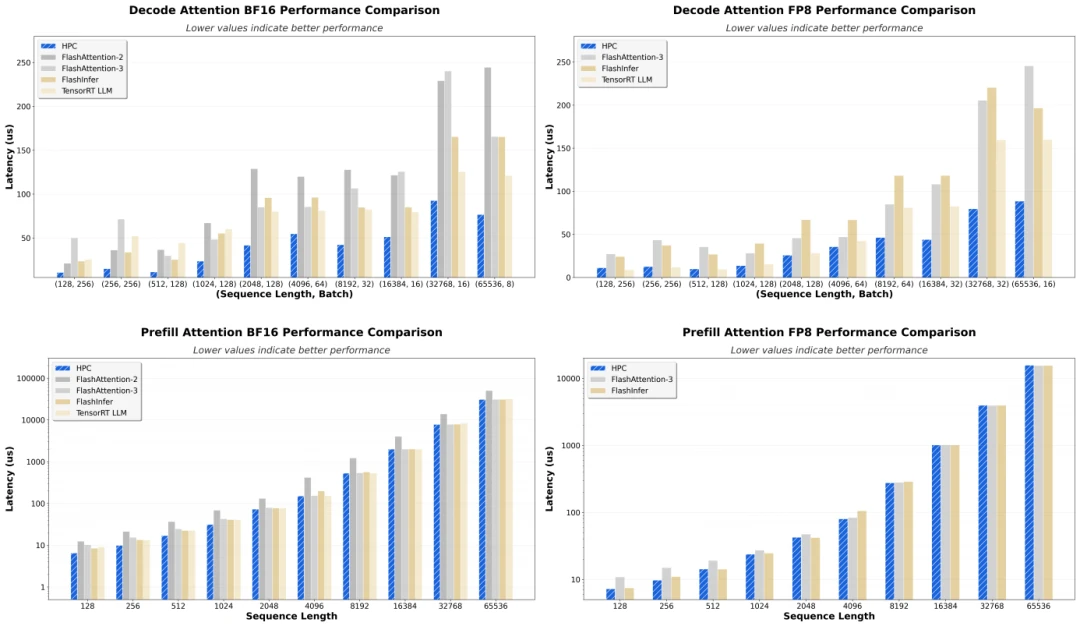 Decode Attention BF16 Performance Comparison
Lower values indicate better performance
HPC
FlashAttention-2
FlashAttention-3
FlashInfer
TensorRT LLM
Latency (us)
250
200
150
100
50
(128, 256) (256, 256) (512, 128) (1024, 128) (2048, 128) (4096, 64) (8192, 32) (16384, 16) (32768, 16) (65536, 8)
(Sequence Length, Batch)
Decode Attention FP8 Performance Comparison
Lower values indicate better performance
HPC
FlashAttention-3
FlashInfer
TensorRT LLM
Latency (us)
250
200
150
100
50
0
(128, 256) (256, 256) (512, 128) (1024, 128) (2048, 128) (4096, 64) (8192, 64) (16384, 32) (32768, 32) (65536, 16)
(Sequence Length, Batch)
Prefill Attention BF16 Performance Comparison
Lower values indicate better performance
HPC
FlashAttention-2
FlashAttention-3
FlashInfer
TensorRT LLM
Latency (us)
100000
10000
1000
100
10
1
128 256 512 1024 2048 4096 8192 16384 32768 65536
Sequence Length
Prefill Attention FP8 Performance Comparison
Lower values indicate better performance
HPC
FlashAttention-3
FlashInfer
Latency (us)
10000
1000
100
10
128 256 512 1024 2048 4096 8192 16384 32768 65536
Sequence Length